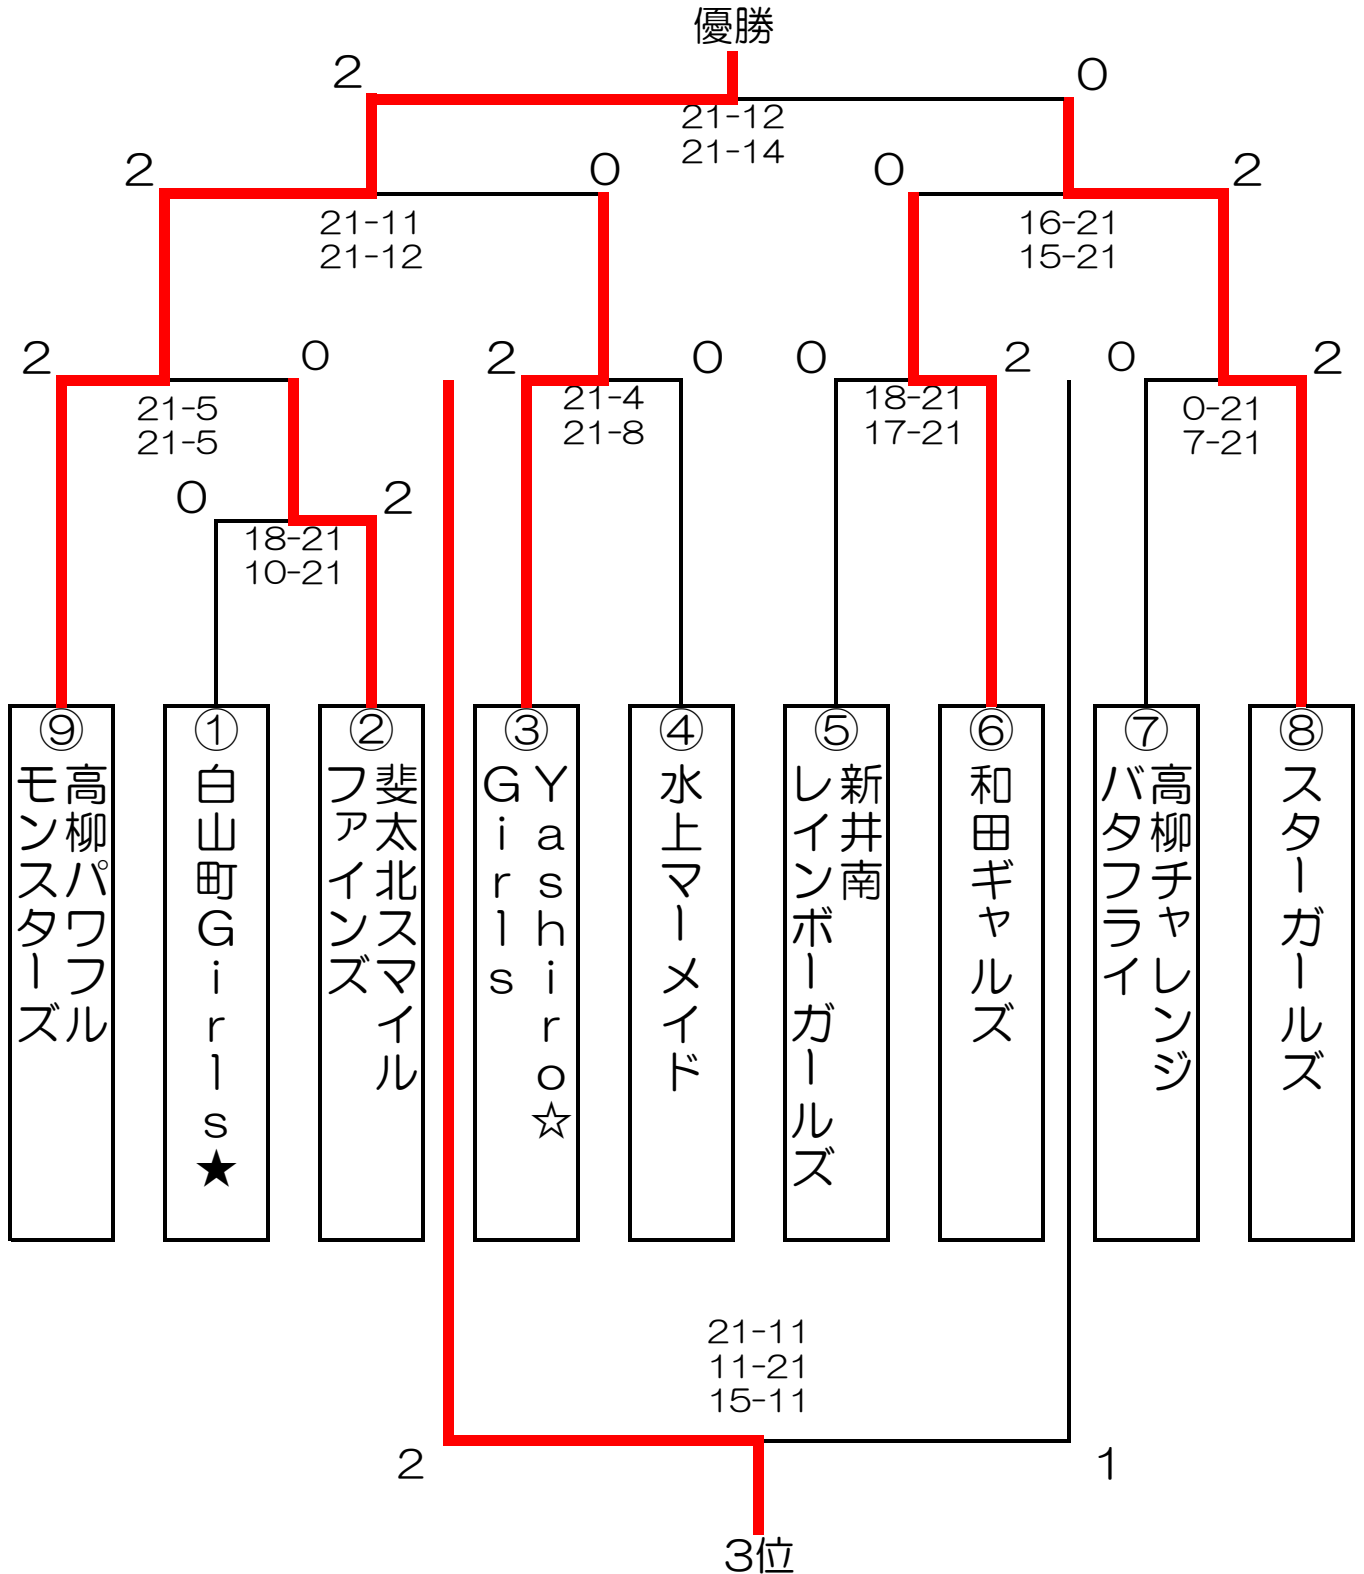 優勝
2
0
21-12
21-14
2
0
0
2
21-11
21-12
16-21
15-21
2
0
2
0
0
2
0
2
21-5
21-5
21-4
21-8
18-21
17-21
0-21
7-21
0
2
18-21
10-21
⑨
高柳パワフル
モンスターズ
①
白山町Girls★
②
斐太北スマイル
ファインズ
③
Yashiro☆
Girls
④
水上マーメイド
⑤
新井南
レインボーガールズ
⑥
和田ギャルズ
⑦
高柳チャレンジ
バタフライ
⑧
スターガールズ
21-11
11-21
15-11
2
1
3位